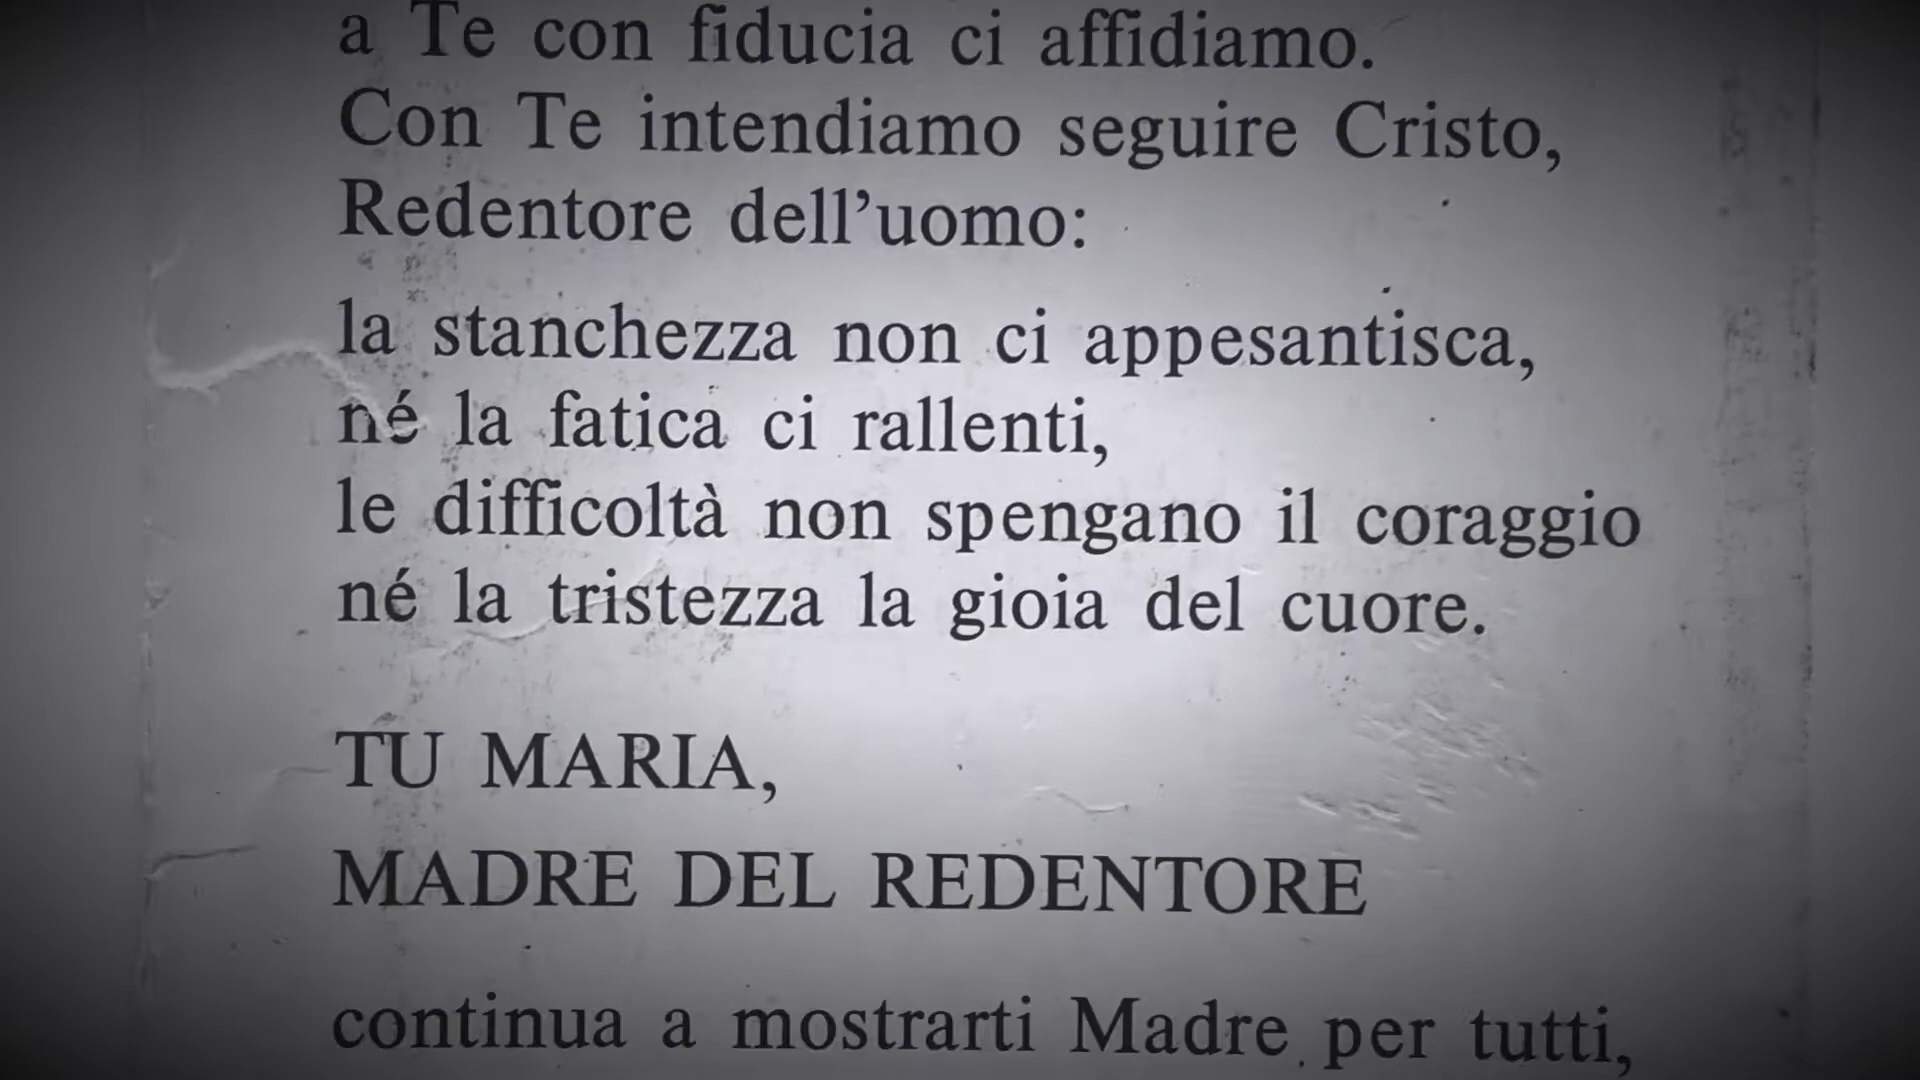 a Te con fiducia ci affidiamo.
Con Te intendiamo seguire Cristo,
Redentore dell’uomo:
la stanchezza non ci appesantisca,
né la fatica ci rallenti,
le difficoltà non spengano il coraggio
né la tristezza la gioia del cuore.
TU MARIA,
MADRE DEL REDENTORE
continua a mostrarti Madre per tutti,